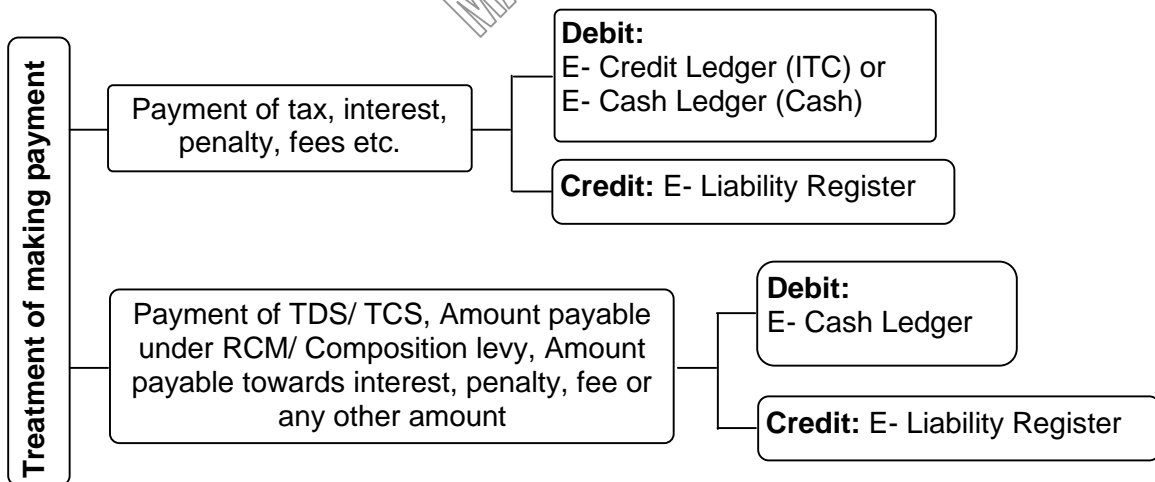 Treatment of making payment
Payment of tax, interest,
penalty, fees etc.
Debit:
E- Credit Ledger (ITC) or
E- Cash Ledger (Cash)
Credit: E- Liability Register
Payment of TDS/ TCS, Amount payable
under RCM/ Composition levy, Amount
payable towards interest, penalty, fee or
any other amount
Debit:
E- Cash Ledger
Credit: E- Liability Register